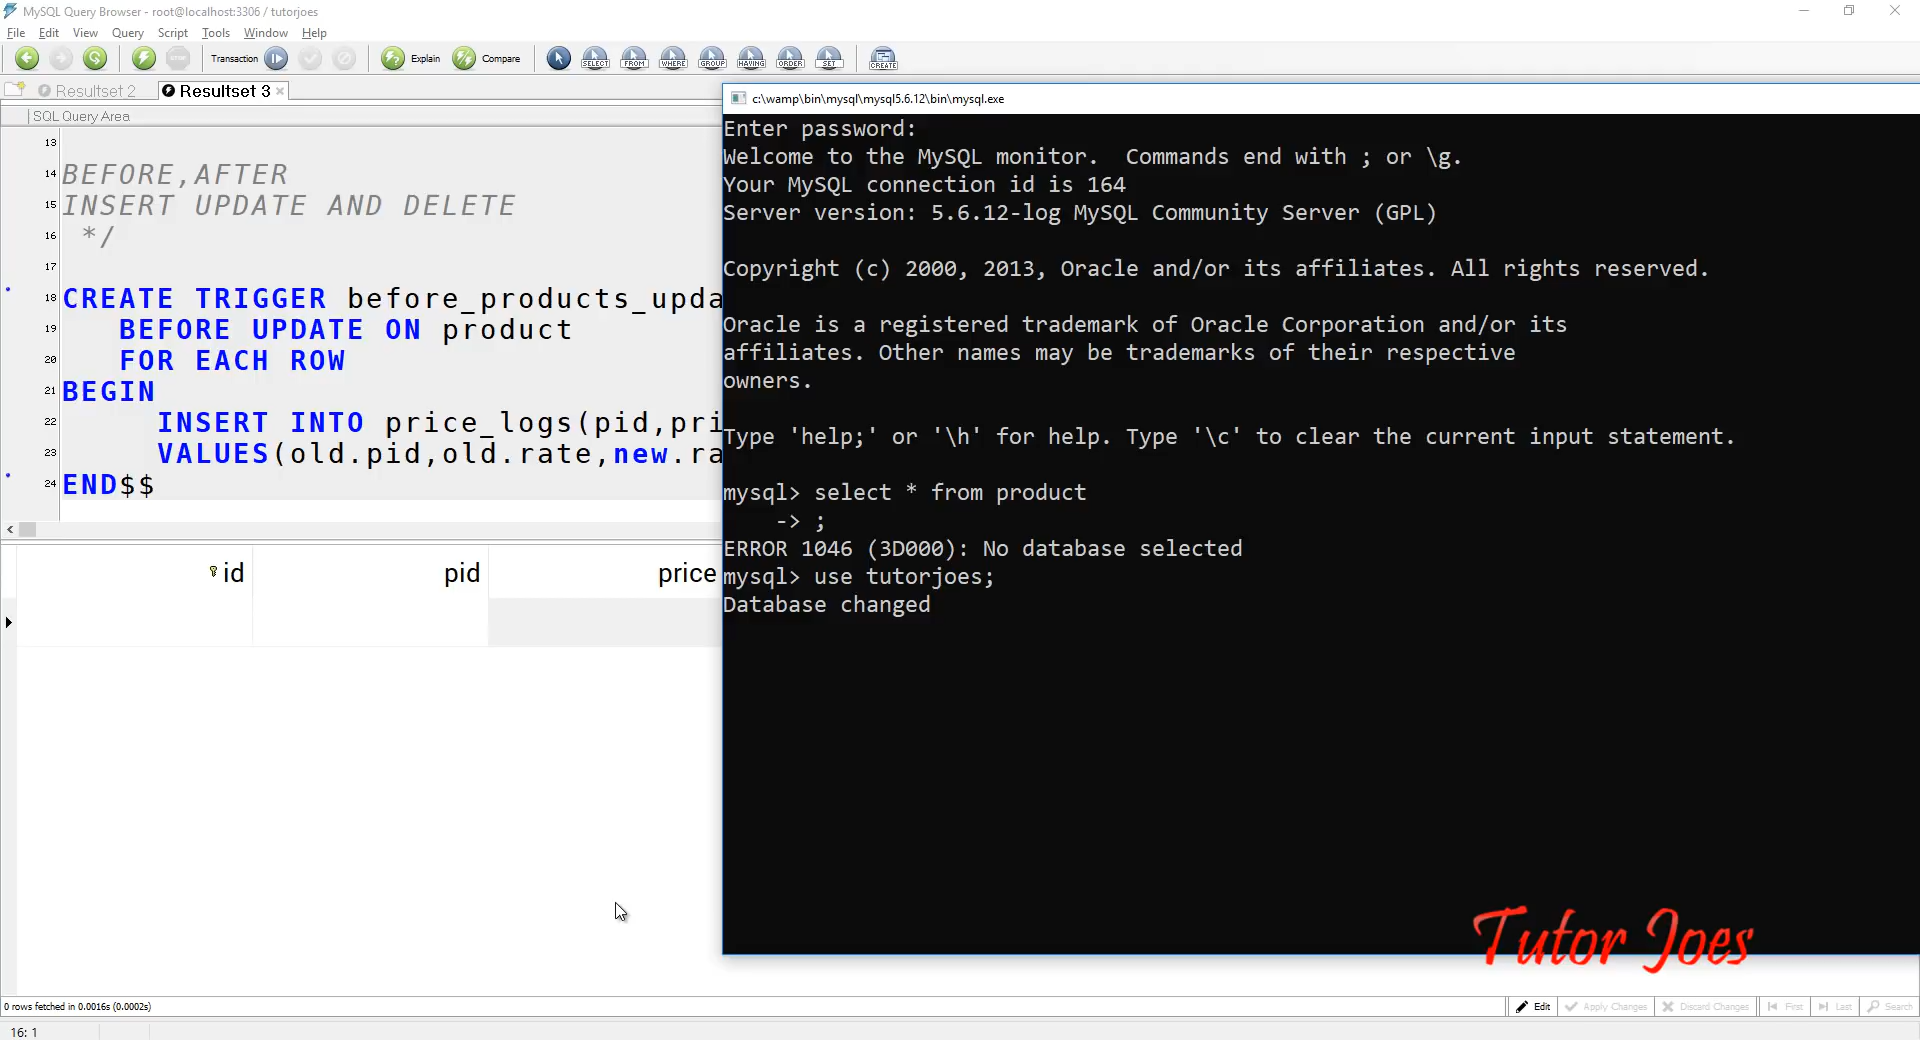 MySQL Query Browser - root@localhost:3306 / tutorjoes
File Edit View Query Script Tools Window Help
Transaction Explain Compare SELECT FROM WHERE GROUP HAVING ORDER SET CREATE
Resultset 2 Resultset 3
SQL Query Area
13
14 BEFORE,AFTER
15 INSERT UPDATE AND DELETE
16 */
17
18 CREATE TRIGGER before_products_upda
19 BEFORE UPDATE ON product
20 FOR EACH ROW
21 BEGIN
22 INSERT INTO price_logs(pid,pri
23 VALUES(old.pid,old.rate,new.ra
24 END$$
id pid price
c:\wamp\bin\mysql\mysql5.6.12\bin\mysql.exe
Enter password:
Welcome to the MySQL monitor.  Commands end with ; or \g.
Your MySQL connection id is 164
Server version: 5.6.12-log MySQL Community Server (GPL)
Copyright (c) 2000, 2013, Oracle and/or its affiliates. All rights reserved.
Oracle is a registered trademark of Oracle Corporation and/or its
affiliates. Other names may be trademarks of their respective
owners.
Type 'help;' or '\h' for help. Type '\c' to clear the current input statement.
mysql> select * from product
-> ;
ERROR 1046 (3D000): No database selected
mysql> use tutorjoes;
Database changed
Tutor Joes
0 rows fetched in 0.0016s (0.0002s)
Edit Apply Changes Discard Changes First Last Search
16: 1